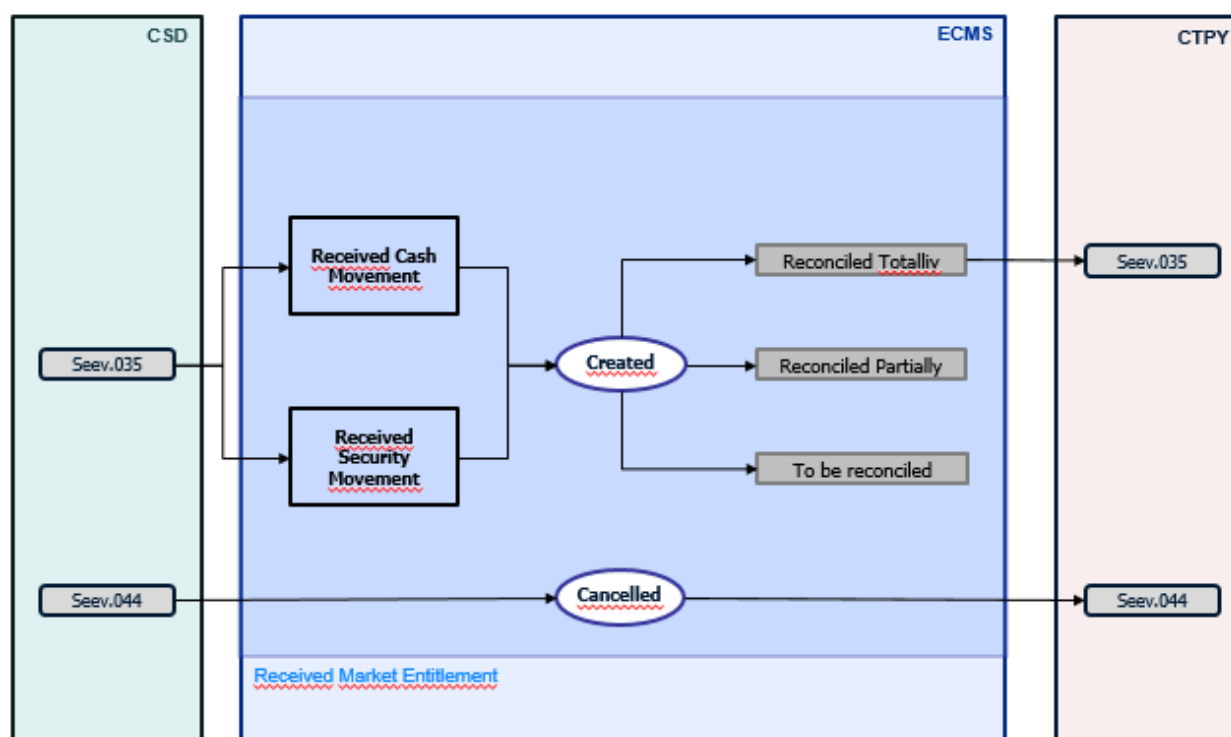 CSD
ECMS
CTPY
Received Cash
Movement
Reconciled Totalliv
Seev.035
Seev.035
Created
Reconciled Partially
Received
Security
Movement
To be reconciled
Seev.044
Cancelled
Seev.044
Received Market Entitlement